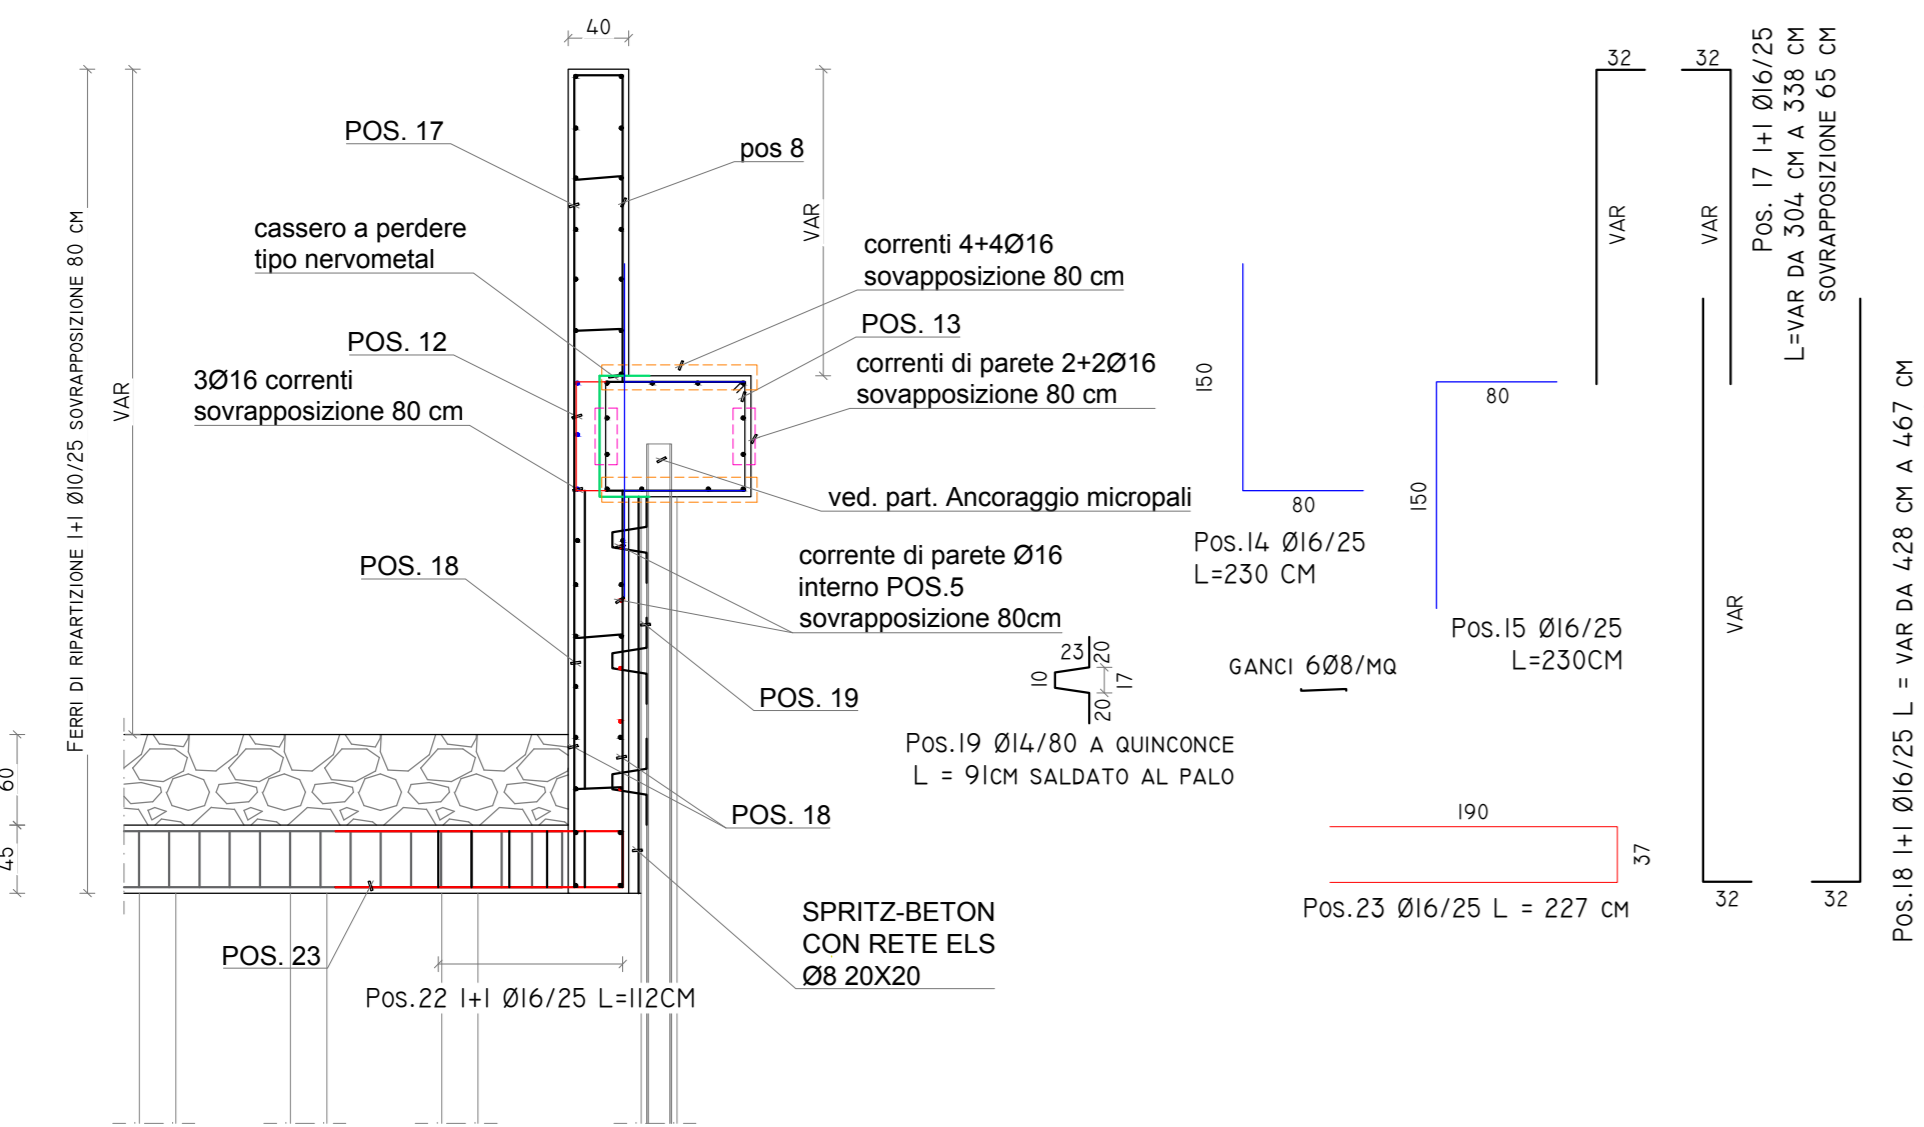 40
VAR
FERRI DI RIPARTIZIONE 1+1 Ø10/25 SOVRAPPOSIZIONE 80 CM
60
45
POS. 17
pos 8
VAR
cassero a perdere
tipo nervometal
correnti 4+4Ø16
sovapposizione 80 cm
POS. 12
POS. 13
3Ø16 correnti
sovrapposizione 80 cm
correnti di parete 2+2Ø16
sovapposizione 80 cm
ved. part. Ancoraggio micropali
POS. 18
corrente di parete Ø16
interno POS.5
sovrapposizione 80cm
POS. 19
POS. 18
POS. 23
SPRITZ-BETON
CON RETE ELS
Ø8 20X20
Pos.22 1+1 Ø16/25 L=112CM
150
80
Pos.14 Ø16/25
L=230 CM
80
150
Pos.15 Ø16/25
L=230CM
23
20
10
17
20
Pos.19 Ø14/80 A QUINCONCE
L = 91CM SALDATO AL PALO
GANCI 6Ø8/MQ
190
37
Pos.23 Ø16/25 L = 227 CM
32
32
VAR
VAR
Pos. 17 1+1 Ø16/25
L=VAR DA 304 CM A 338 CM
SOVRAPPOSIZIONE 65 CM
VAR
32
32
Pos.18 1+1 Ø16/25 L = VAR DA 428 CM A 467 CM